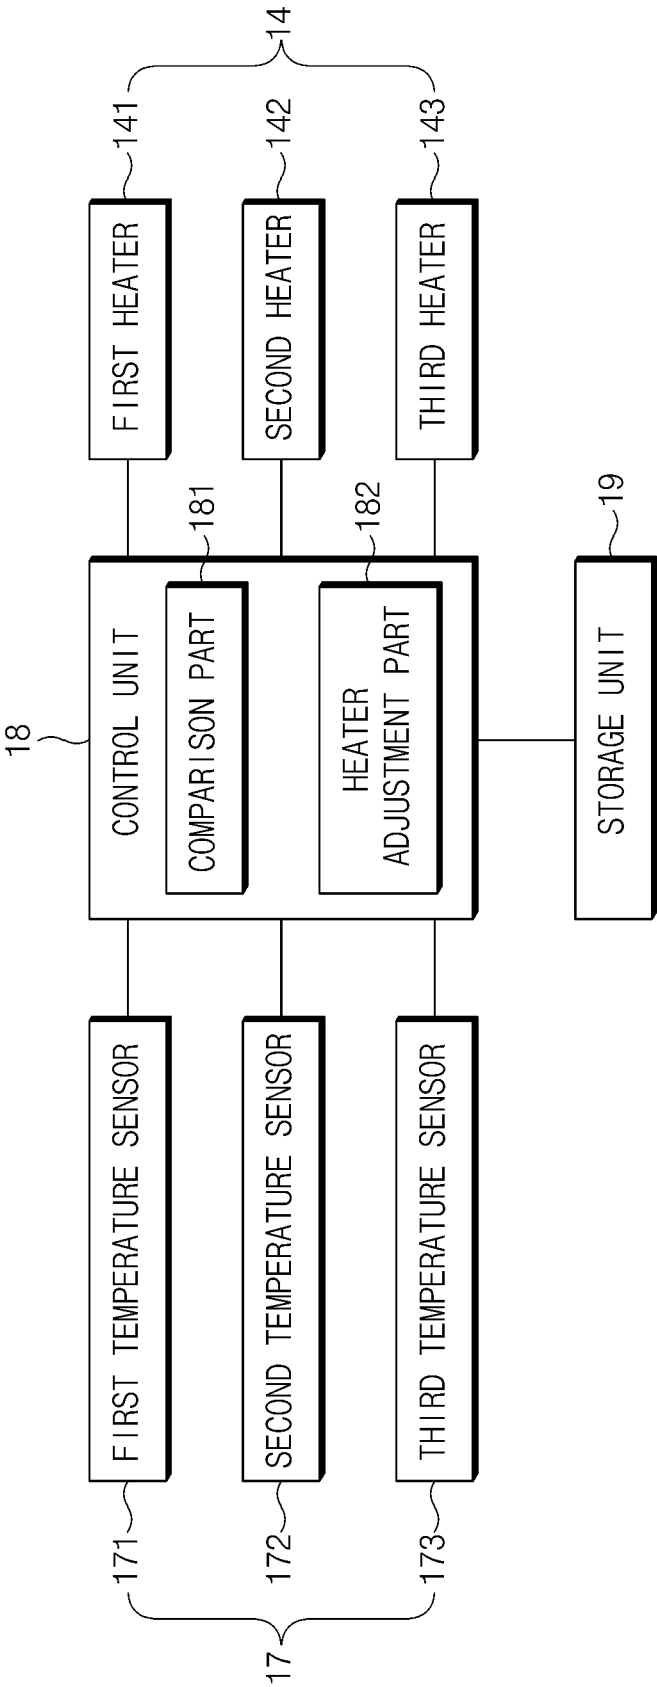 18
CONTROL UNIT
17
171
FIRST TEMPERATURE SENSOR
FIRST HEATER
141
14
COMPARISON PART
181
172
SECOND TEMPERATURE SENSOR
SECOND HEATER
142
HEATER
ADJUSTMENT PART
182
173
THIRD TEMPERATURE SENSOR
THIRD HEATER
143
STORAGE UNIT
19